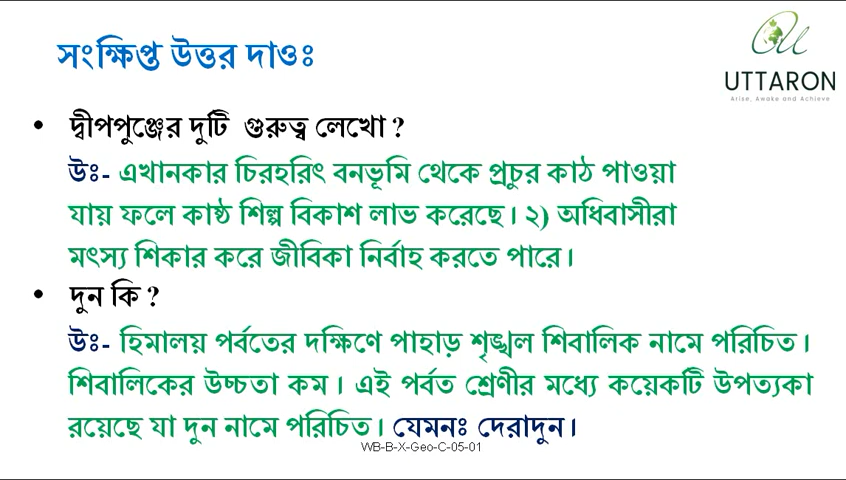 সংক্ষিপ্ত উত্তর দাওঃ
UTTARON
Arise, Awake and Achieve
• দ্বীপপুঞ্জের দুটি গুরুত্ব লেখো ?
উঃ- এখানকার চিরহরিৎ বনভূমি থেকে প্রচুর কাঠ পাওয়া
যায় ফলে কাষ্ঠ শিল্প বিকাশ লাভ করেছে। ২) অধিবাসীরা
মৎস্য শিকার করে জীবিকা নির্বাহ করতে পারে।
• দুন কি ?
উঃ- হিমালয় পর্বতের দক্ষিণে পাহাড় শৃঙ্খল শিবালিক নামে পরিচিত।
শিবালিকের উচ্চতা কম। এই পর্বত শ্রেণীর মধ্যে কয়েকটি উপত্যকা
রয়েছে যা দুন নামে পরিচিত। যেমনঃ দেরাদুন।
WB-B-X-Geo-C-05-01